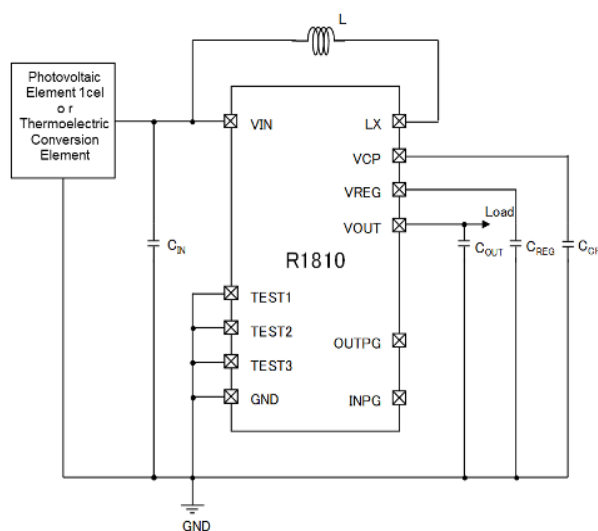 L
Photovoltaic
Element 1cel
o r
Thermoelectric
Conversion
Element
VIN
LX
VCP
VREG
VOUT
Load
CIN
R1810
COUT
CREG
TEST1
TEST2
TEST3
GND
OUTPG
INPG
GND